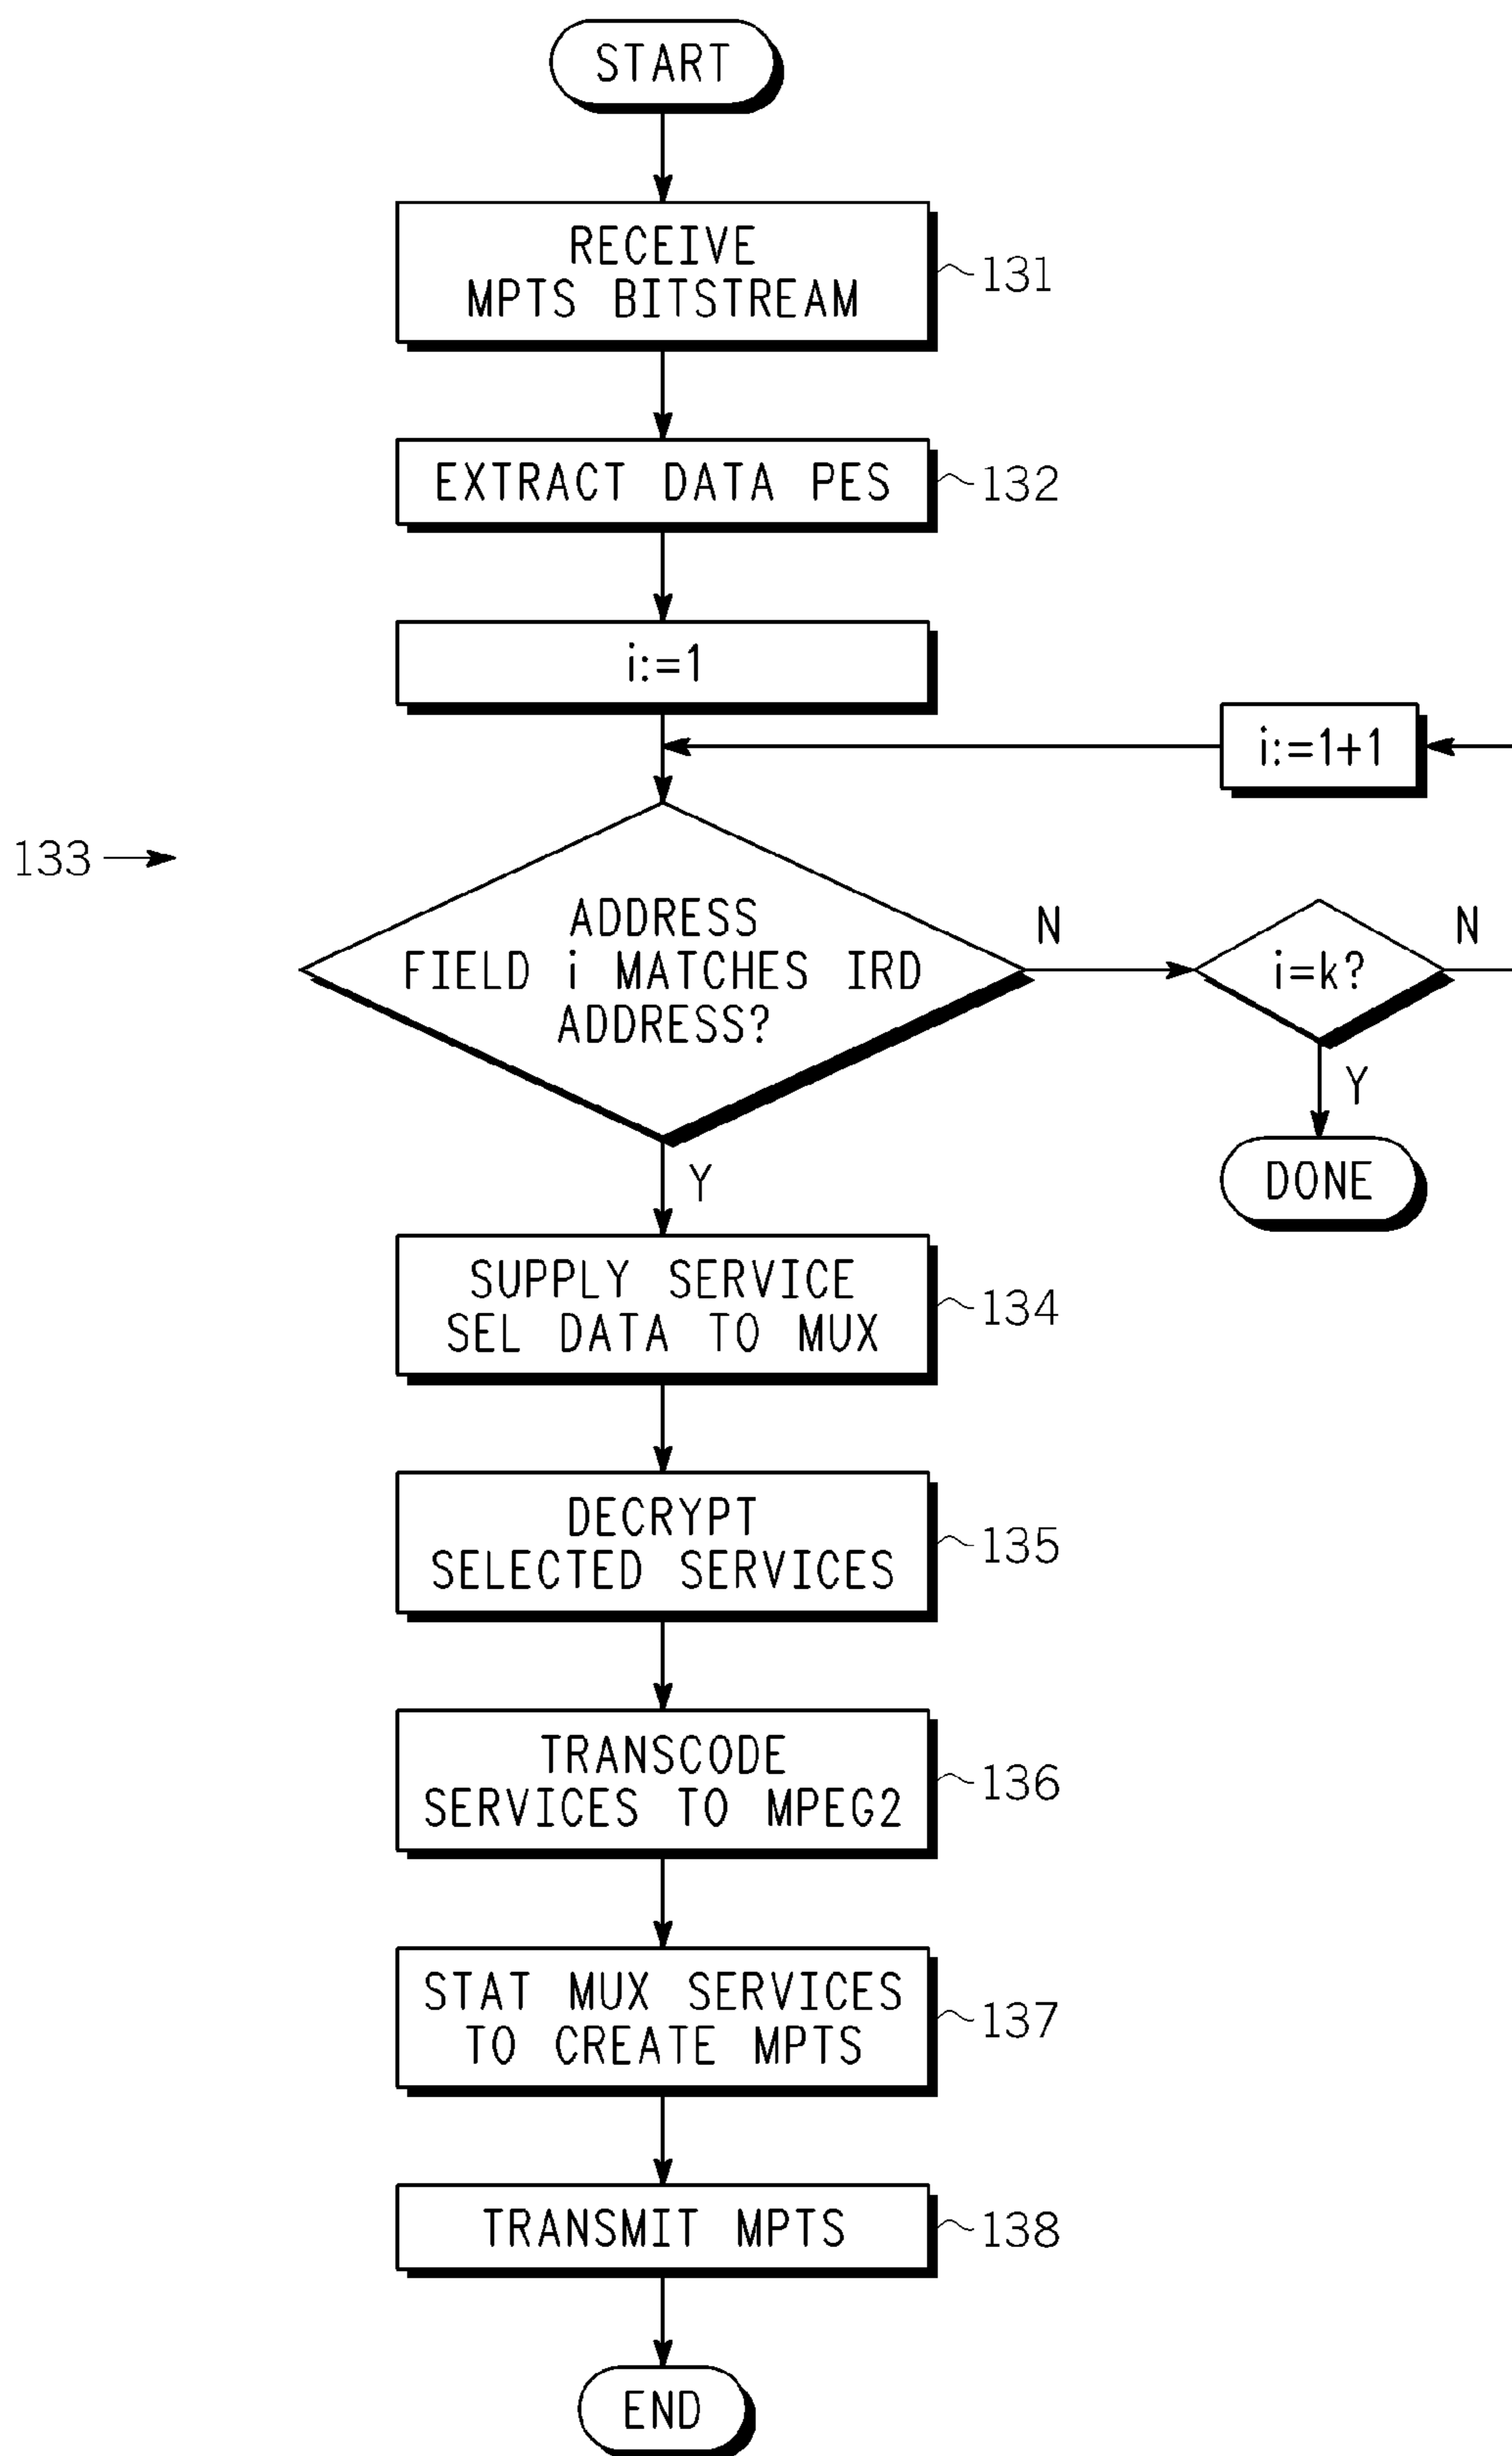 START
RECEIVE
MPTS BITSTREAM
131
EXTRACT DATA PES
132
i:=1
i:=1+1
133
ADDRESS
FIELD i MATCHES IRD
ADDRESS?
N
i=k?
N
Y
DONE
Y
SUPPLY SERVICE
SEL DATA TO MUX
134
DECRYPT
SELECTED SERVICES
135
TRANSCODE
SERVICES TO MPEG2
136
STAT MUX SERVICES
TO CREATE MPTS
137
TRANSMIT MPTS
138
END